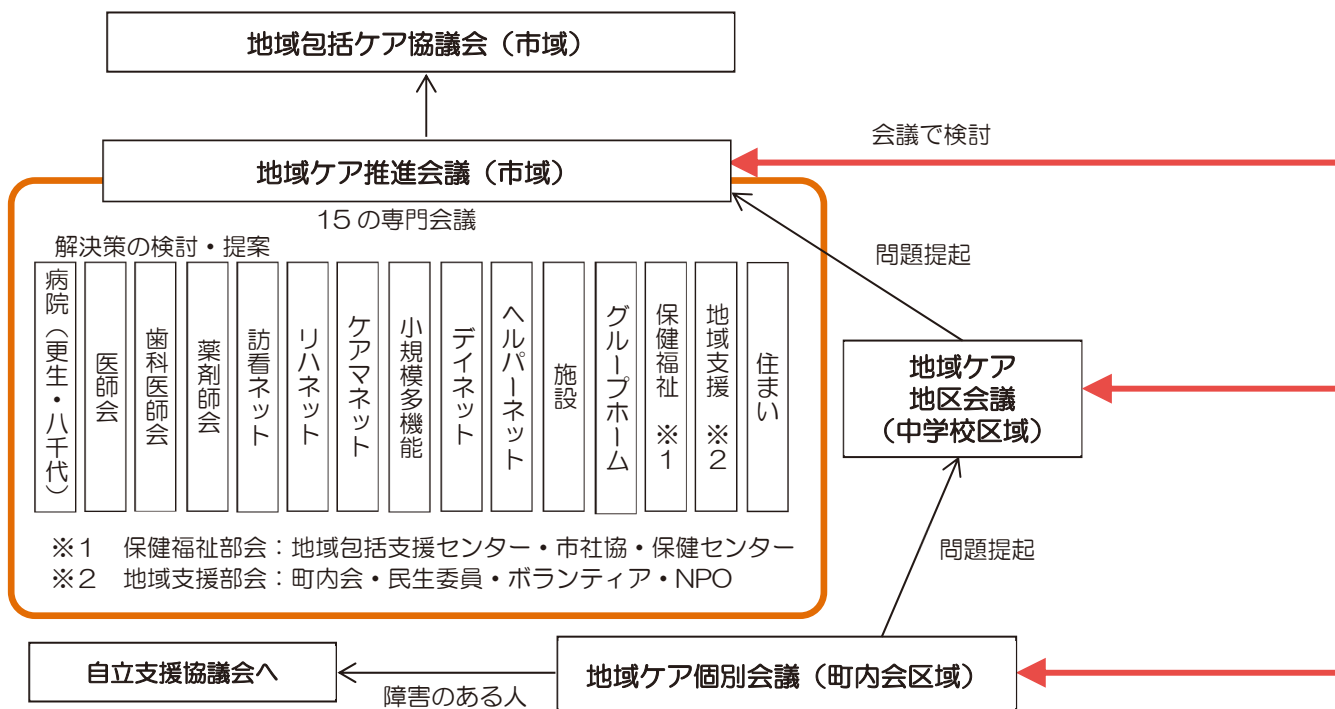 地域包括ケア協議会（市域）
会議で検討
地域ケア推進会議（市域）
15の専門会議
解決策の検討・提案
問題提起
病院（更生・八千代）
医師会
歯科医師会
薬剤師会
訪看ネット
リハネット
ケアマネット
小規模多機能
デイネット
ヘルパーネット
施設
グループホーム
保健福祉　※1
地域支援　※2
住まい
地域ケア
地区会議
（中学校区域）
※1　保健福祉部会：地域包括支援センター・市社協・保健センター
※2　地域支援部会：町内会・民生委員・ボランティア・NPO
問題提起
自立支援協議会へ
障害のある人
地域ケア個別会議（町内会区域）